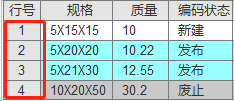 行号 规格 质量 编码状态
1 5X15X15 10 新建
2 5X20X20 10.22 发布
3 5X21X30 12.55 发布
4 10X20X50 30.2 废止